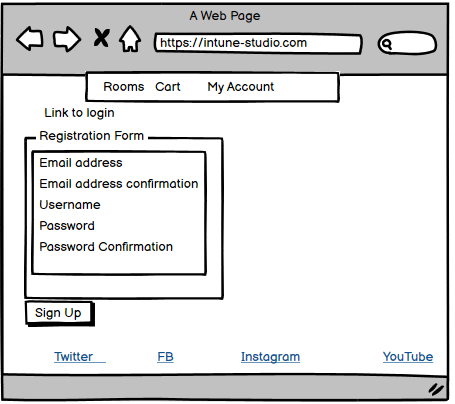 A Web Page
https://intune-studio.com
Rooms Cart My Account
Link to login
Registration Form
Email address
Email address confirmation
Username
Password
Password Confirmation
Sign Up
Twitter FB Instagram YouTube